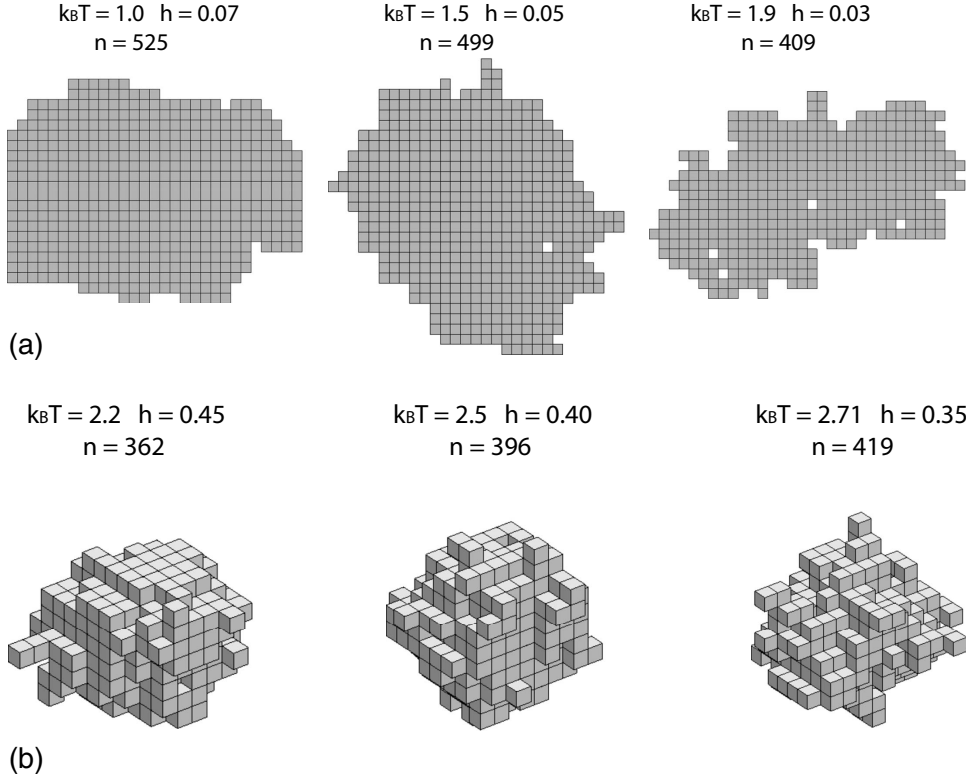 kBT = 1.0 h = 0.07
n = 525
kBT = 1.5 h = 0.05
n = 499
kBT = 1.9 h = 0.03
n = 409
(a)
kBT = 2.2 h = 0.45
n = 362
kBT = 2.5 h = 0.40
n = 396
kBT = 2.71 h = 0.35
n = 419
(b)